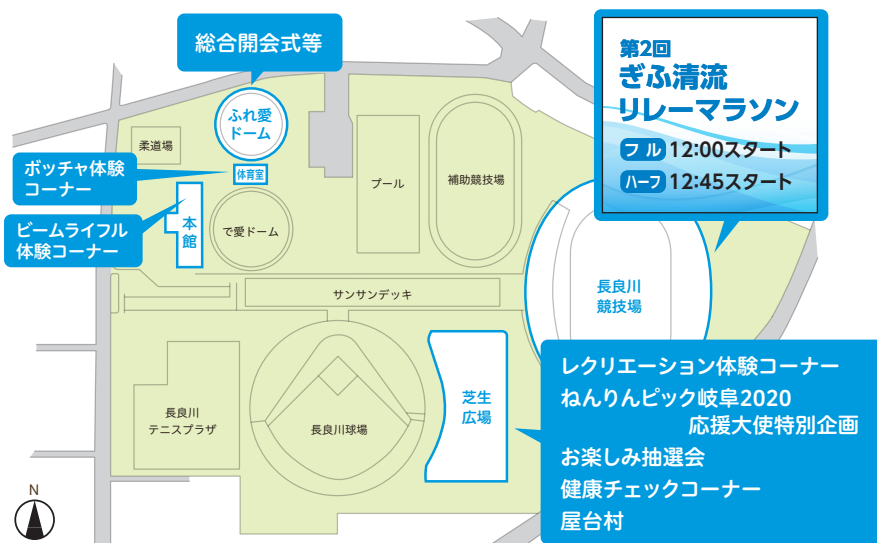 総合開会式等
第2回
ぎふ清流
リレーマラソン
フル 12:00スタート
ハーフ 12:45スタート
ふれ愛
ドーム
柔道場
ボッチャ体験
コーナー
体育室
プール
補助競技場
ビームライフル
体験コーナー
本館
で愛ドーム
長良川
競技場
サンサンデッキ
長良川
テニスプラザ
長良川球場
芝生
広場
レクリエーション体験コーナー
ねんりんピック岐阜2020
応援大使特別企画
お楽しみ抽選会
健康チェックコーナー
屋台村
N